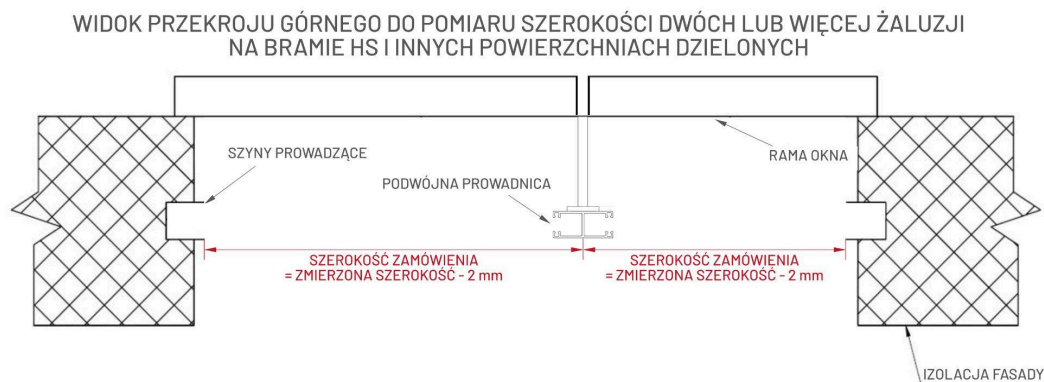 WIDOK PRZEKROJU GÓRNEGO DO POMIARU SZEROKOŚCI DWÓCH LUB WIĘCEJ ŻALUZJI
NA BRAMIE HS I INNYCH POWIERZCHNIACH DZIELONYCH
SZYNY PROWADZĄCE
RAMA OKNA
PODWÓJNA PROWADNICA
SZEROKOŚĆ ZAMÓWIENIA
= ZMIERZONA SZEROKOŚĆ - 2 mm
SZEROKOŚĆ ZAMÓWIENIA
= ZMIERZONA SZEROKOŚĆ - 2 mm
IZOLACJA FASADY